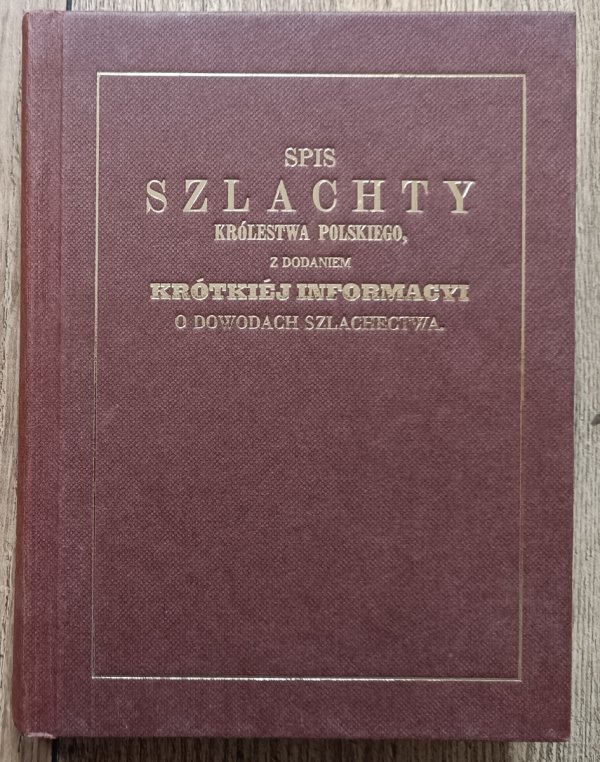 SPIS
SZLACHTY
KRÓLESTWA POLSKIEGO,
Z DODANIEM
KRÓTKIÉJ INFORMACYI
O DOWODACH SZLACHECTWA.